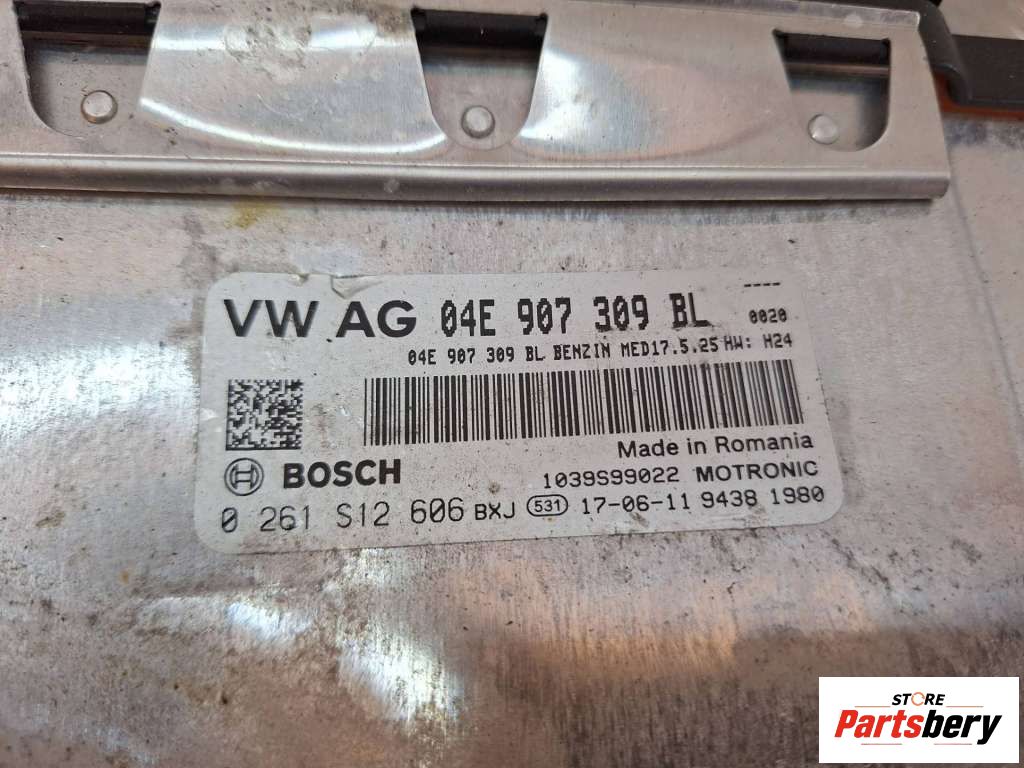 ----
VW AG 04E 907 309 BL 0020
04E 907 309 BL BENZIN MED17.5.25 HW: H24
Made in Romania
BOSCH 1039S99022 MOTRONIC
0 261 S12 606 BXJ 531 17-06-11 9438 1980
STORE
Partsbery